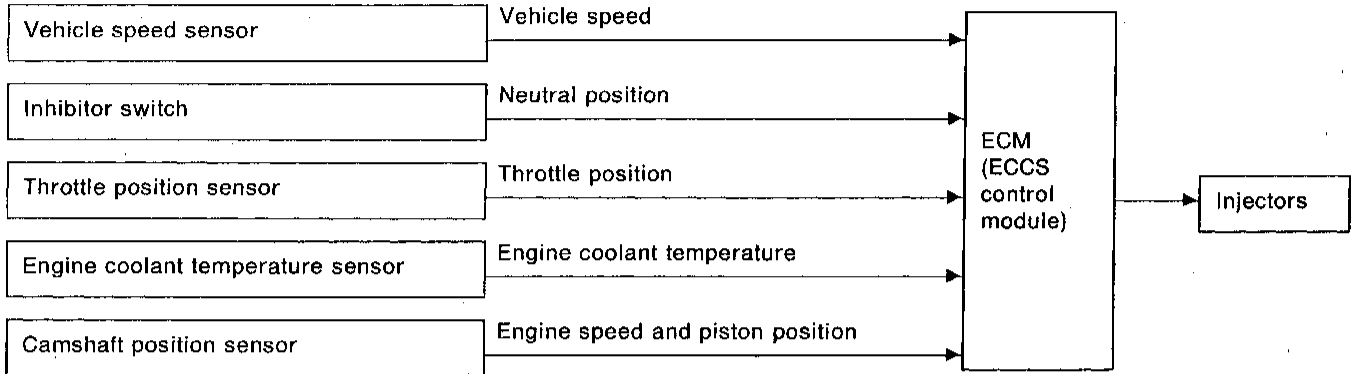 Vehicle speed sensor
Vehicle speed
Inhibitor switch
Neutral position
Throttle position sensor
Throttle position
Engine coolant temperature sensor
Engine coolant temperature
Camshaft position sensor
Engine speed and piston position
ECM
(ECCS
control
module)
Injectors